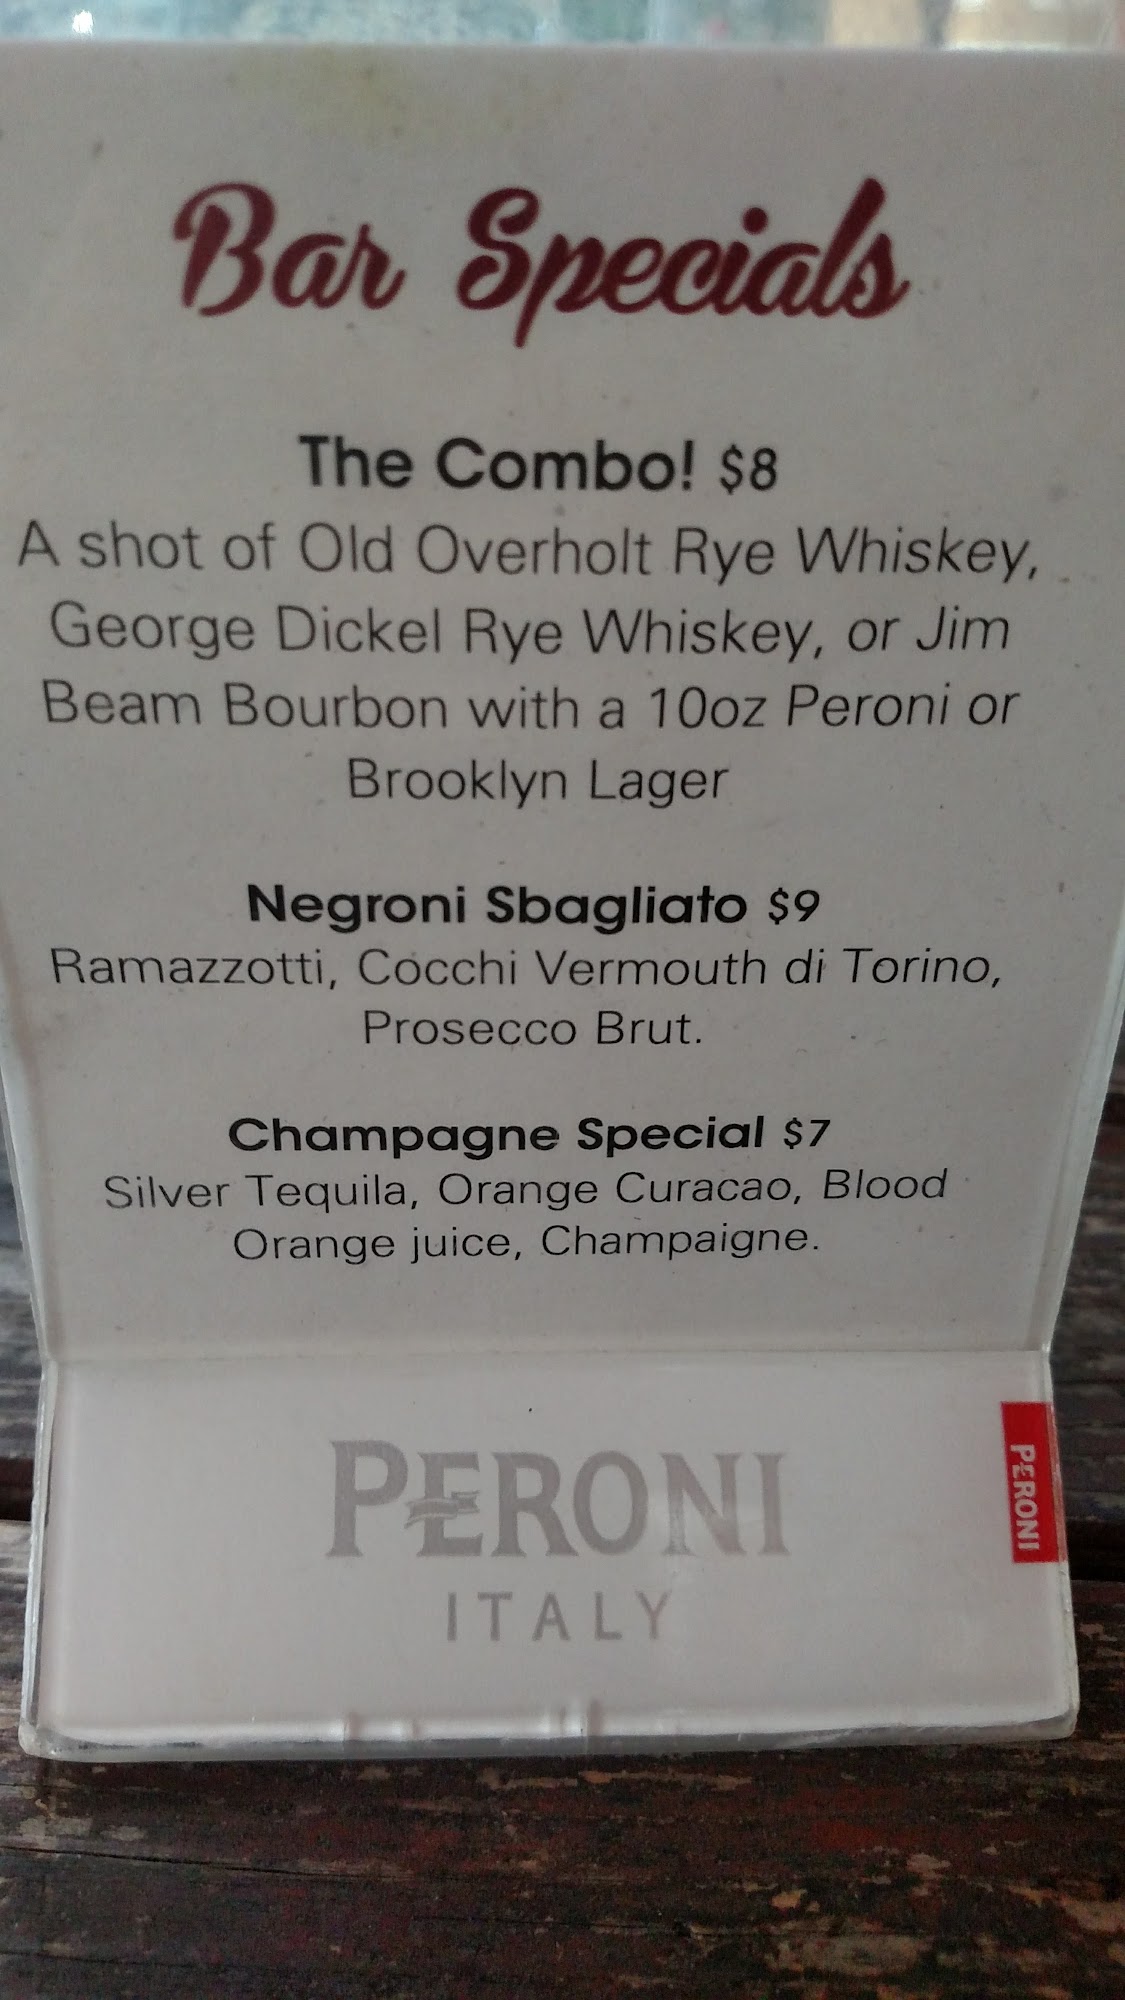 Bar Specials
The Combo! $8
A shot of Old Overholt Rye Whiskey,
George Dickel Rye Whiskey, or Jim
Beam Bourbon with a 10oz Peroni or
Brooklyn Lager
Negroni Sbagliato $9
Ramazzotti, Cocchi Vermouth di Torino,
Prosecco Brut.
Champagne Special $7
Silver Tequila, Orange Curacao, Blood
Orange juice, Champaigne.
PERONI
ITALY
PERONI